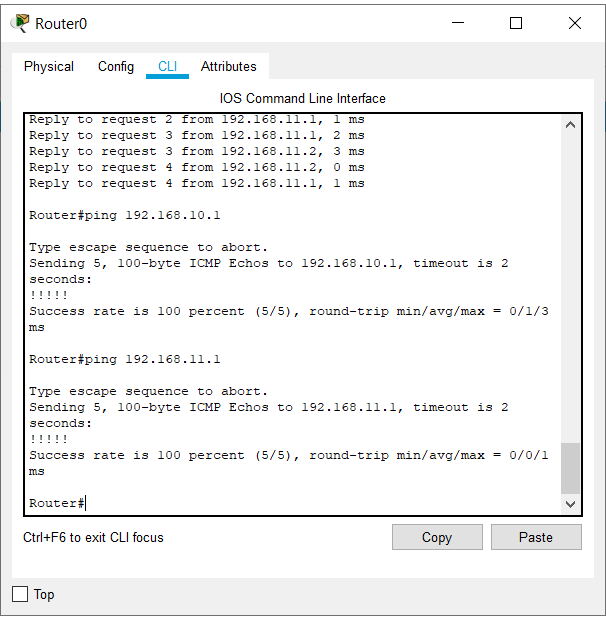 Router0
Physical Config CLI Attributes
IOS Command Line Interface
Reply to request 2 from 192.168.11.1, 1 ms
Reply to request 3 from 192.168.11.1, 2 ms
Reply to request 3 from 192.168.11.2, 3 ms
Reply to request 4 from 192.168.11.2, 0 ms
Reply to request 4 from 192.168.11.1, 1 ms
Router#ping 192.168.10.1
Type escape sequence to abort.
Sending 5, 100-byte ICMP Echos to 192.168.10.1, timeout is 2
seconds:
!!!!!
Success rate is 100 percent (5/5), round-trip min/avg/max = 0/1/3
ms
Router#ping 192.168.11.1
Type escape sequence to abort.
Sending 5, 100-byte ICMP Echos to 192.168.11.1, timeout is 2
seconds:
!!!!!
Success rate is 100 percent (5/5), round-trip min/avg/max = 0/0/1
ms
Router#
Ctrl+F6 to exit CLI focus
Copy Paste
Top